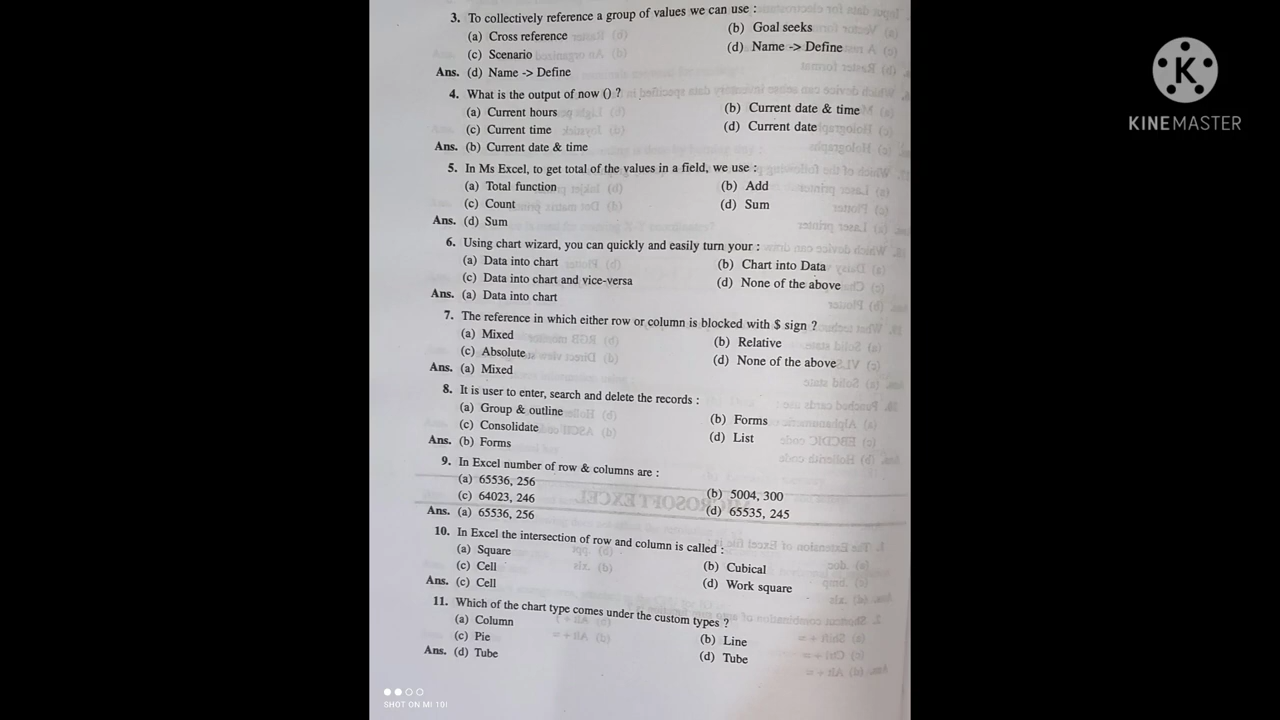 3. To collectively reference a group of values we can use :
(a) Cross reference (b) Goal seeks
(c) Scenario (d) Name -> Define
Ans. (d) Name -> Define
4. What is the output of now () ?
(a) Current hours (b) Current date & time
(c) Current time (d) Current date
Ans. (b) Current date & time
5. In Ms Excel, to get total of the values in a field, we use :
(a) Total function (b) Add
(c) Count (d) Sum
Ans. (d) Sum
6. Using chart wizard, you can quickly and easily turn your :
(a) Data into chart (b) Chart into Data
(c) Data into chart and vice-versa (d) None of the above
Ans. (a) Data into chart
7. The reference in which either row or column is blocked with $ sign ?
(a) Mixed (b) Relative
(c) Absolute (d) None of the above
Ans. (a) Mixed
8. It is user to enter, search and delete the records :
(a) Group & outline (b) Forms
(c) Consolidate (d) List
Ans. (b) Forms
9. In Excel number of row & columns are :
(a) 65536, 256 (b) 5004, 300
(c) 64023, 246 (d) 65535, 245
Ans. (a) 65536, 256
10. In Excel the intersection of row and column is called :
(a) Square (b) Cubical
(c) Cell (d) Work square
Ans. (c) Cell
11. Which of the chart type comes under the custom types ?
(a) Column (b) Line
(c) Pie (d) Tube
Ans. (d) Tube
SHOT ON MI 10I
K
KINEMASTER